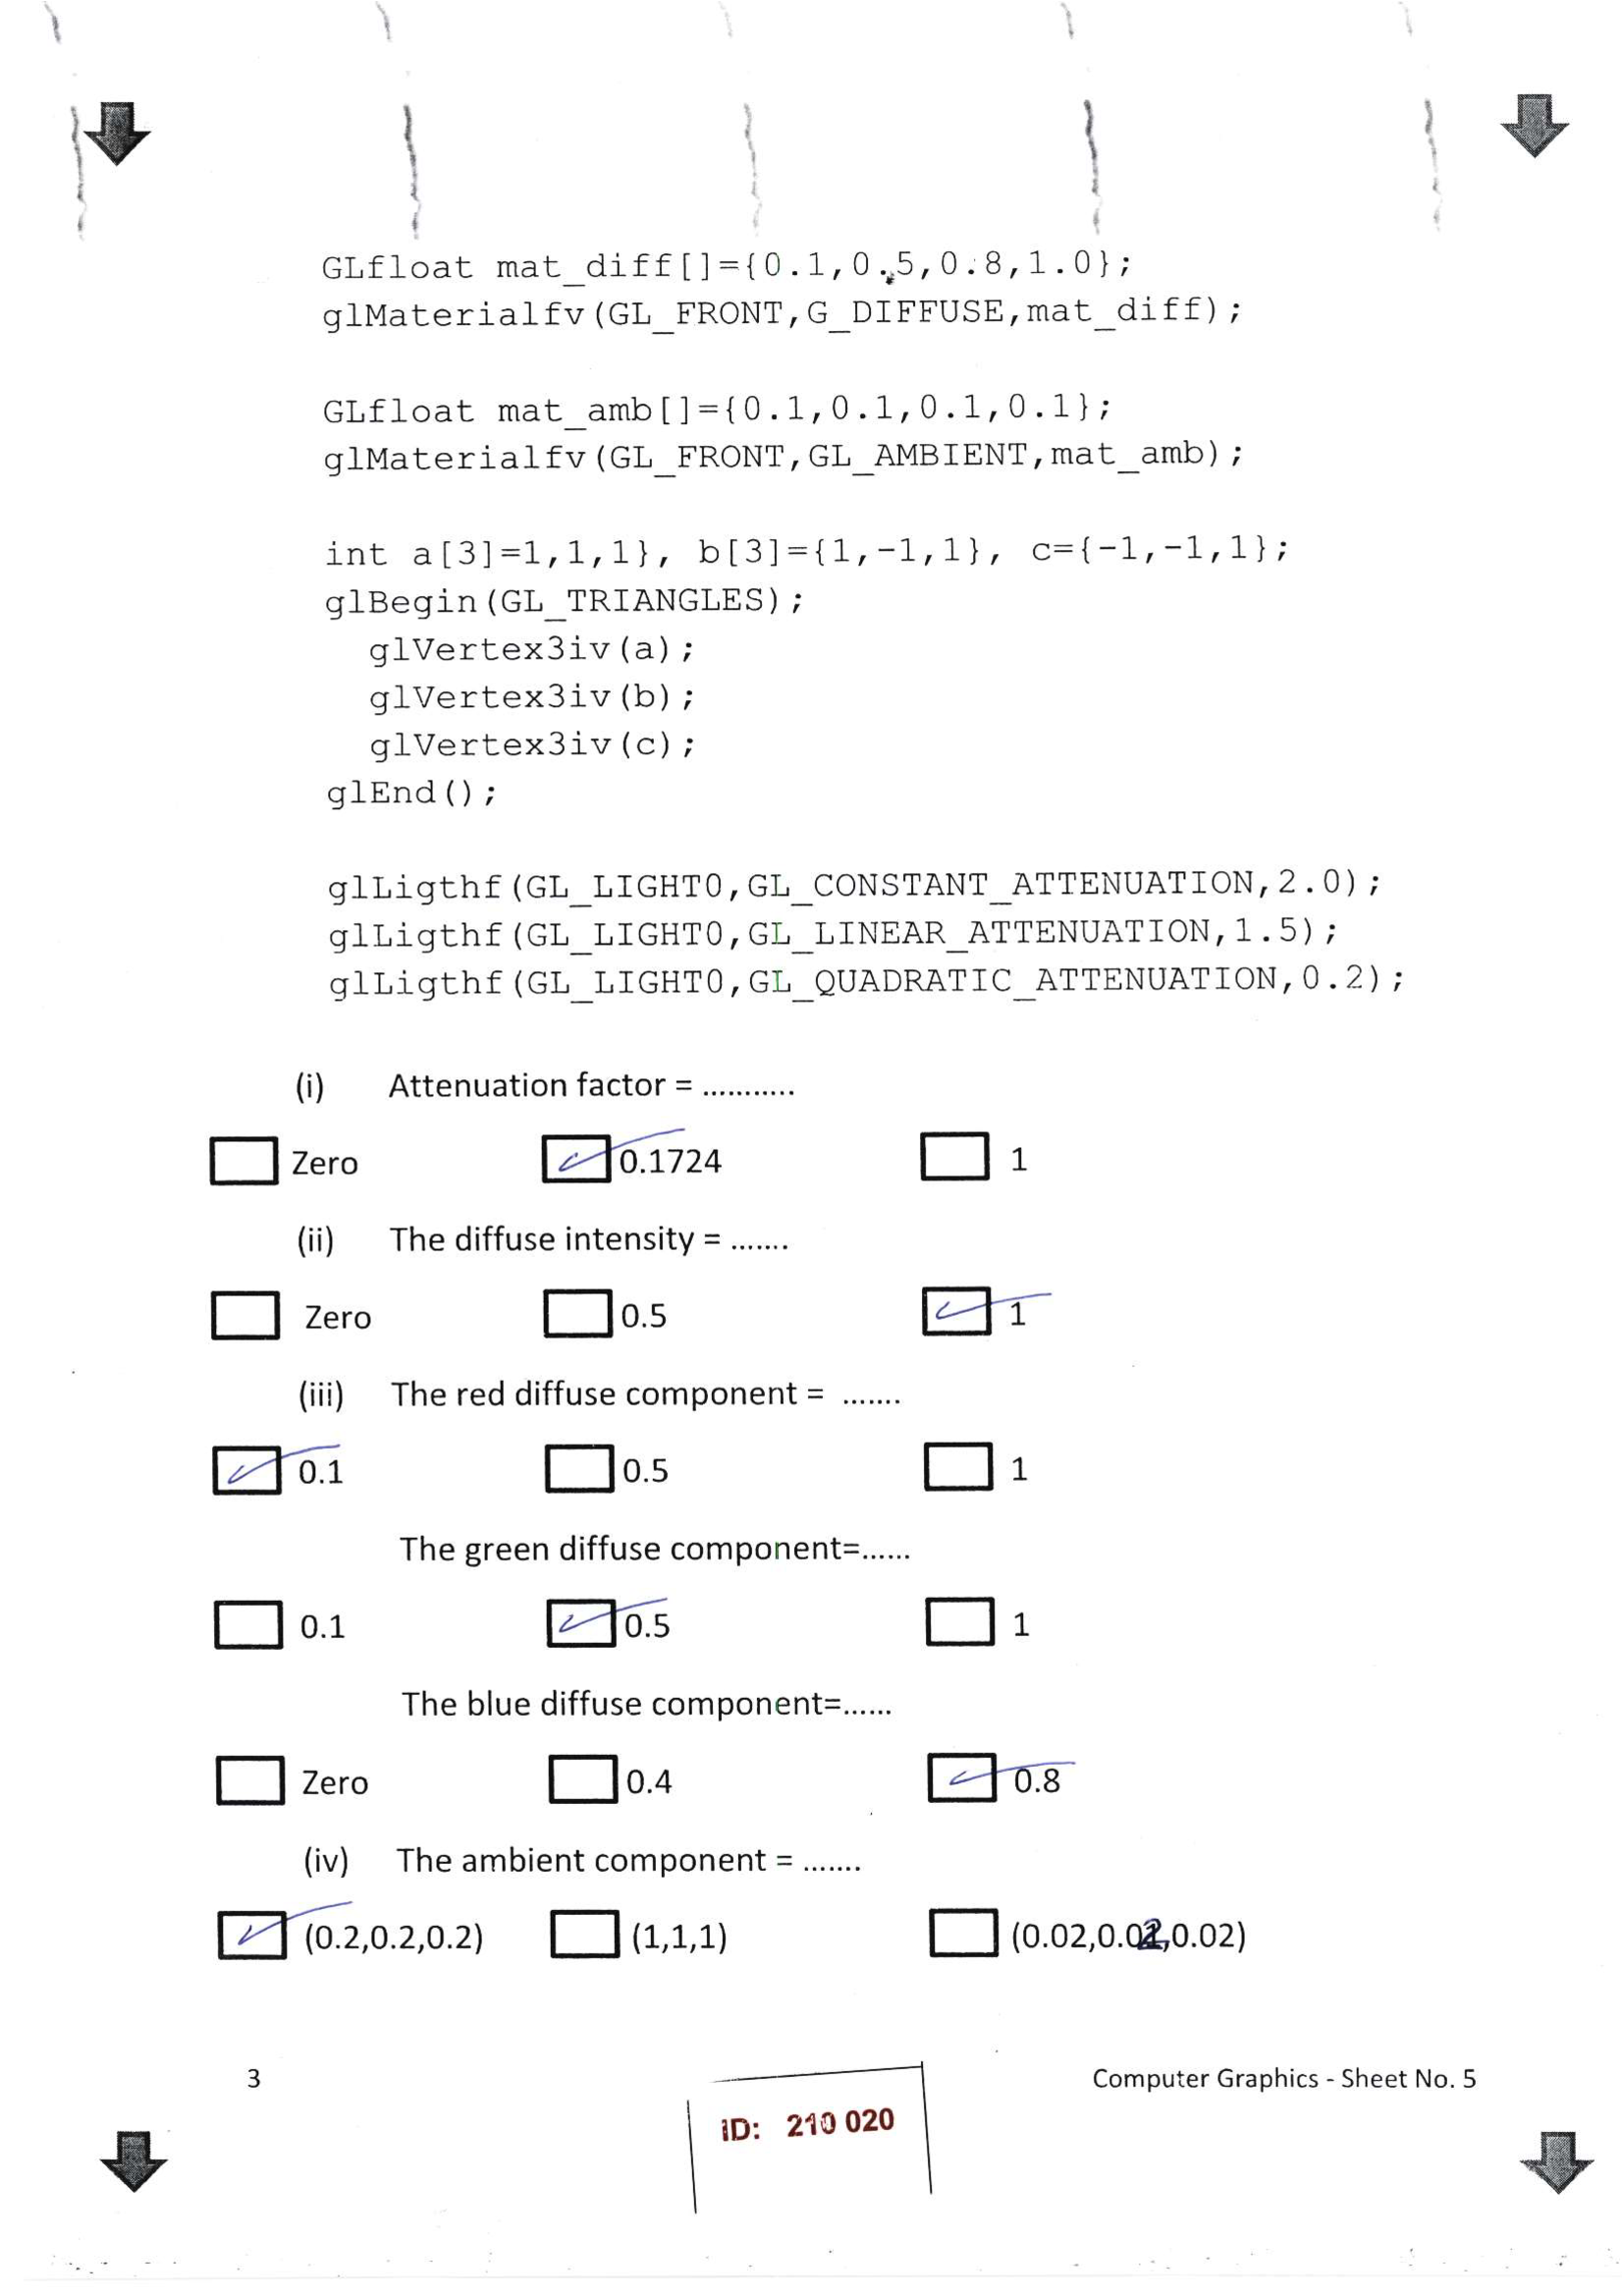 GLfloat mat_diff[]={0.1,0.5,0.8,1.0};
glMaterialfv(GL_FRONT,G_DIFFUSE,mat_diff);
GLfloat mat_amb[]={0.1,0.1,0.1,0.1};
glMaterialfv(GL_FRONT,GL_AMBIENT,mat_amb);
int a[3]=1,1,1}, b[3]={1,-1,1}, c={-1,-1,1};
glBegin(GL_TRIANGLES);
glVertex3iv(a);
glVertex3iv(b);
glVertex3iv(c);
glEnd();
glLigthf(GL_LIGHT0,GL_CONSTANT_ATTENUATION,2.0);
glLigthf(GL_LIGHT0,GL_LINEAR_ATTENUATION,1.5);
glLigthf(GL_LIGHT0,GL_QUADRATIC_ATTENUATION,0.2);
(i) Attenuation factor = ...........
Zero 0.1724 1
(ii) The diffuse intensity = .......
Zero 0.5 1
(iii) The red diffuse component = .......
0.1 0.5 1
The green diffuse component=......
0.1 0.5 1
The blue diffuse component=......
Zero 0.4 0.8
(iv) The ambient component = .......
(0.2,0.2,0.2) (1,1,1) (0.02,0.02,0.02)
3 Computer Graphics - Sheet No. 5
ID: 210 020